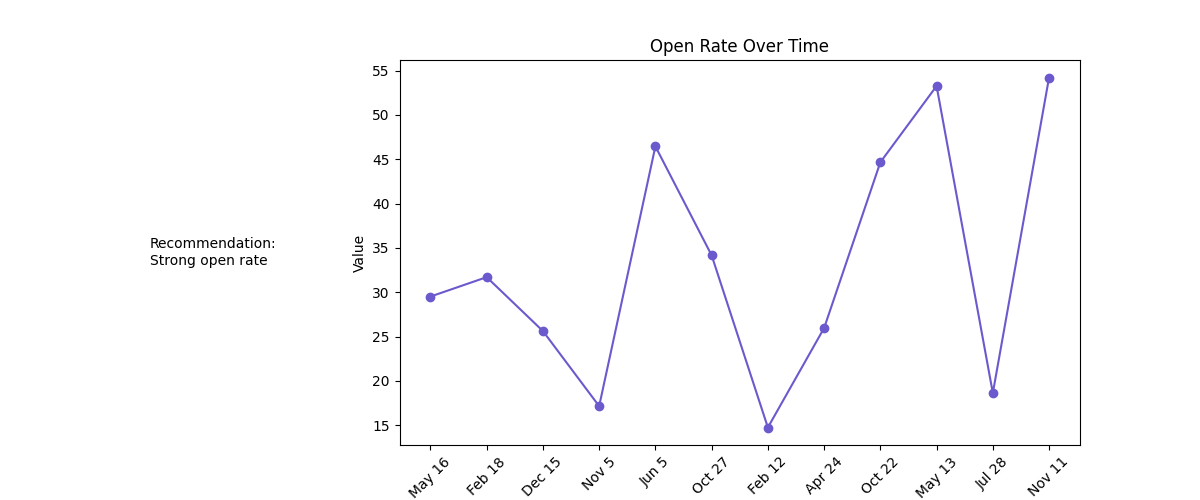 Open Rate Over Time
Recommendation:
Strong open rate
Value
55
50
45
40
35
30
25
20
15
May 16
Feb 18
Dec 15
Nov 5
Jun 5
Oct 27
Feb 12
Apr 24
Oct 22
May 13
Jul 28
Nov 11